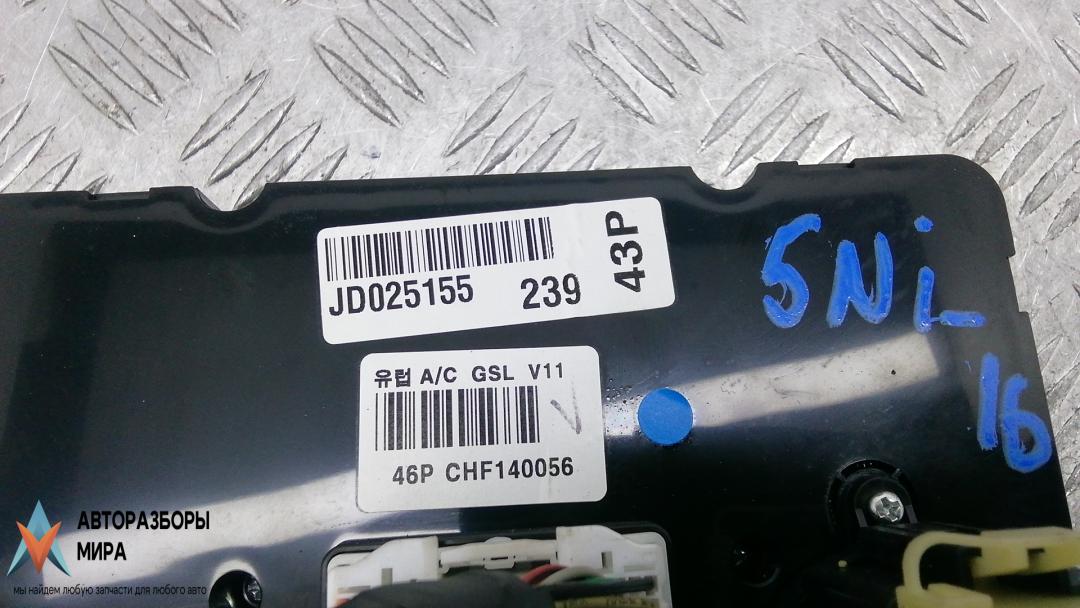 JD025155 239 43P
유럽 A/C GSL V11
46P CHF140056
5Ni
16
АВТОРАЗБОРЫ
МИРА
мы найдем любую запчасти для любого авто